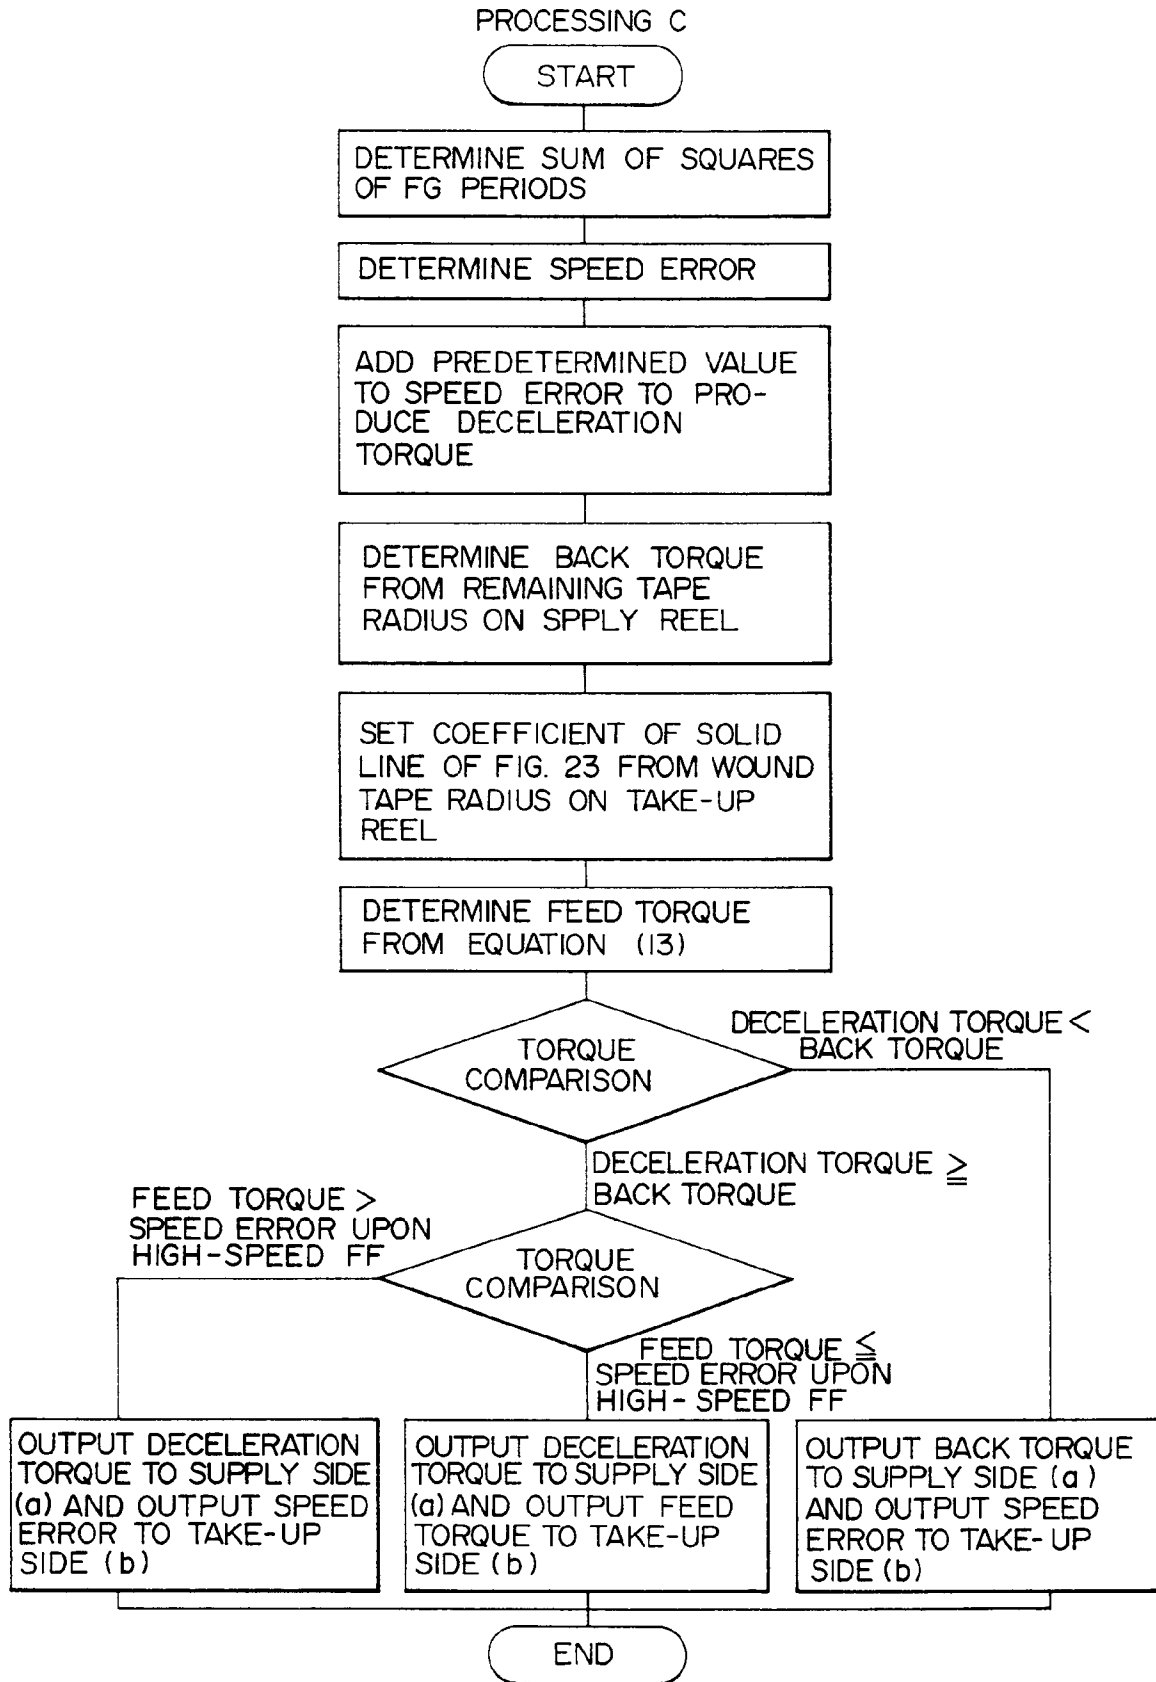 PROCESSING C
START
DETERMINE SUM OF SQUARES
OF FG PERIODS
DETERMINE SPEED ERROR
ADD PREDETERMINED VALUE
TO SPEED ERROR TO PRO-
DUCE DECELERATION
TORQUE
DETERMINE BACK TORQUE
FROM REMAINING TAPE
RADIUS ON SPPLY REEL
SET COEFFICIENT OF SOLID
LINE OF FIG. 23 FROM WOUND
TAPE RADIUS ON TAKE-UP
REEL
DETERMINE FEED TORQUE
FROM EQUATION (13)
TORQUE
COMPARISON
DECELERATION TORQUE <
BACK TORQUE
DECELERATION TORQUE ≧
BACK TORQUE
FEED TORQUE >
SPEED ERROR UPON
HIGH-SPEED FF
TORQUE
COMPARISON
FEED TORQUE ≦
SPEED ERROR UPON
HIGH-SPEED FF
OUTPUT DECELERATION
TORQUE TO SUPPLY SIDE
(a) AND OUTPUT SPEED
ERROR TO TAKE-UP
SIDE (b)
OUTPUT DECELERATION
TORQUE TO SUPPLY SIDE
(a) AND OUTPUT FEED
TORQUE TO TAKE-UP
SIDE (b)
OUTPUT BACK TORQUE
TO SUPPLY SIDE (a)
AND OUTPUT SPEED
ERROR TO TAKE-UP
SIDE (b)
END